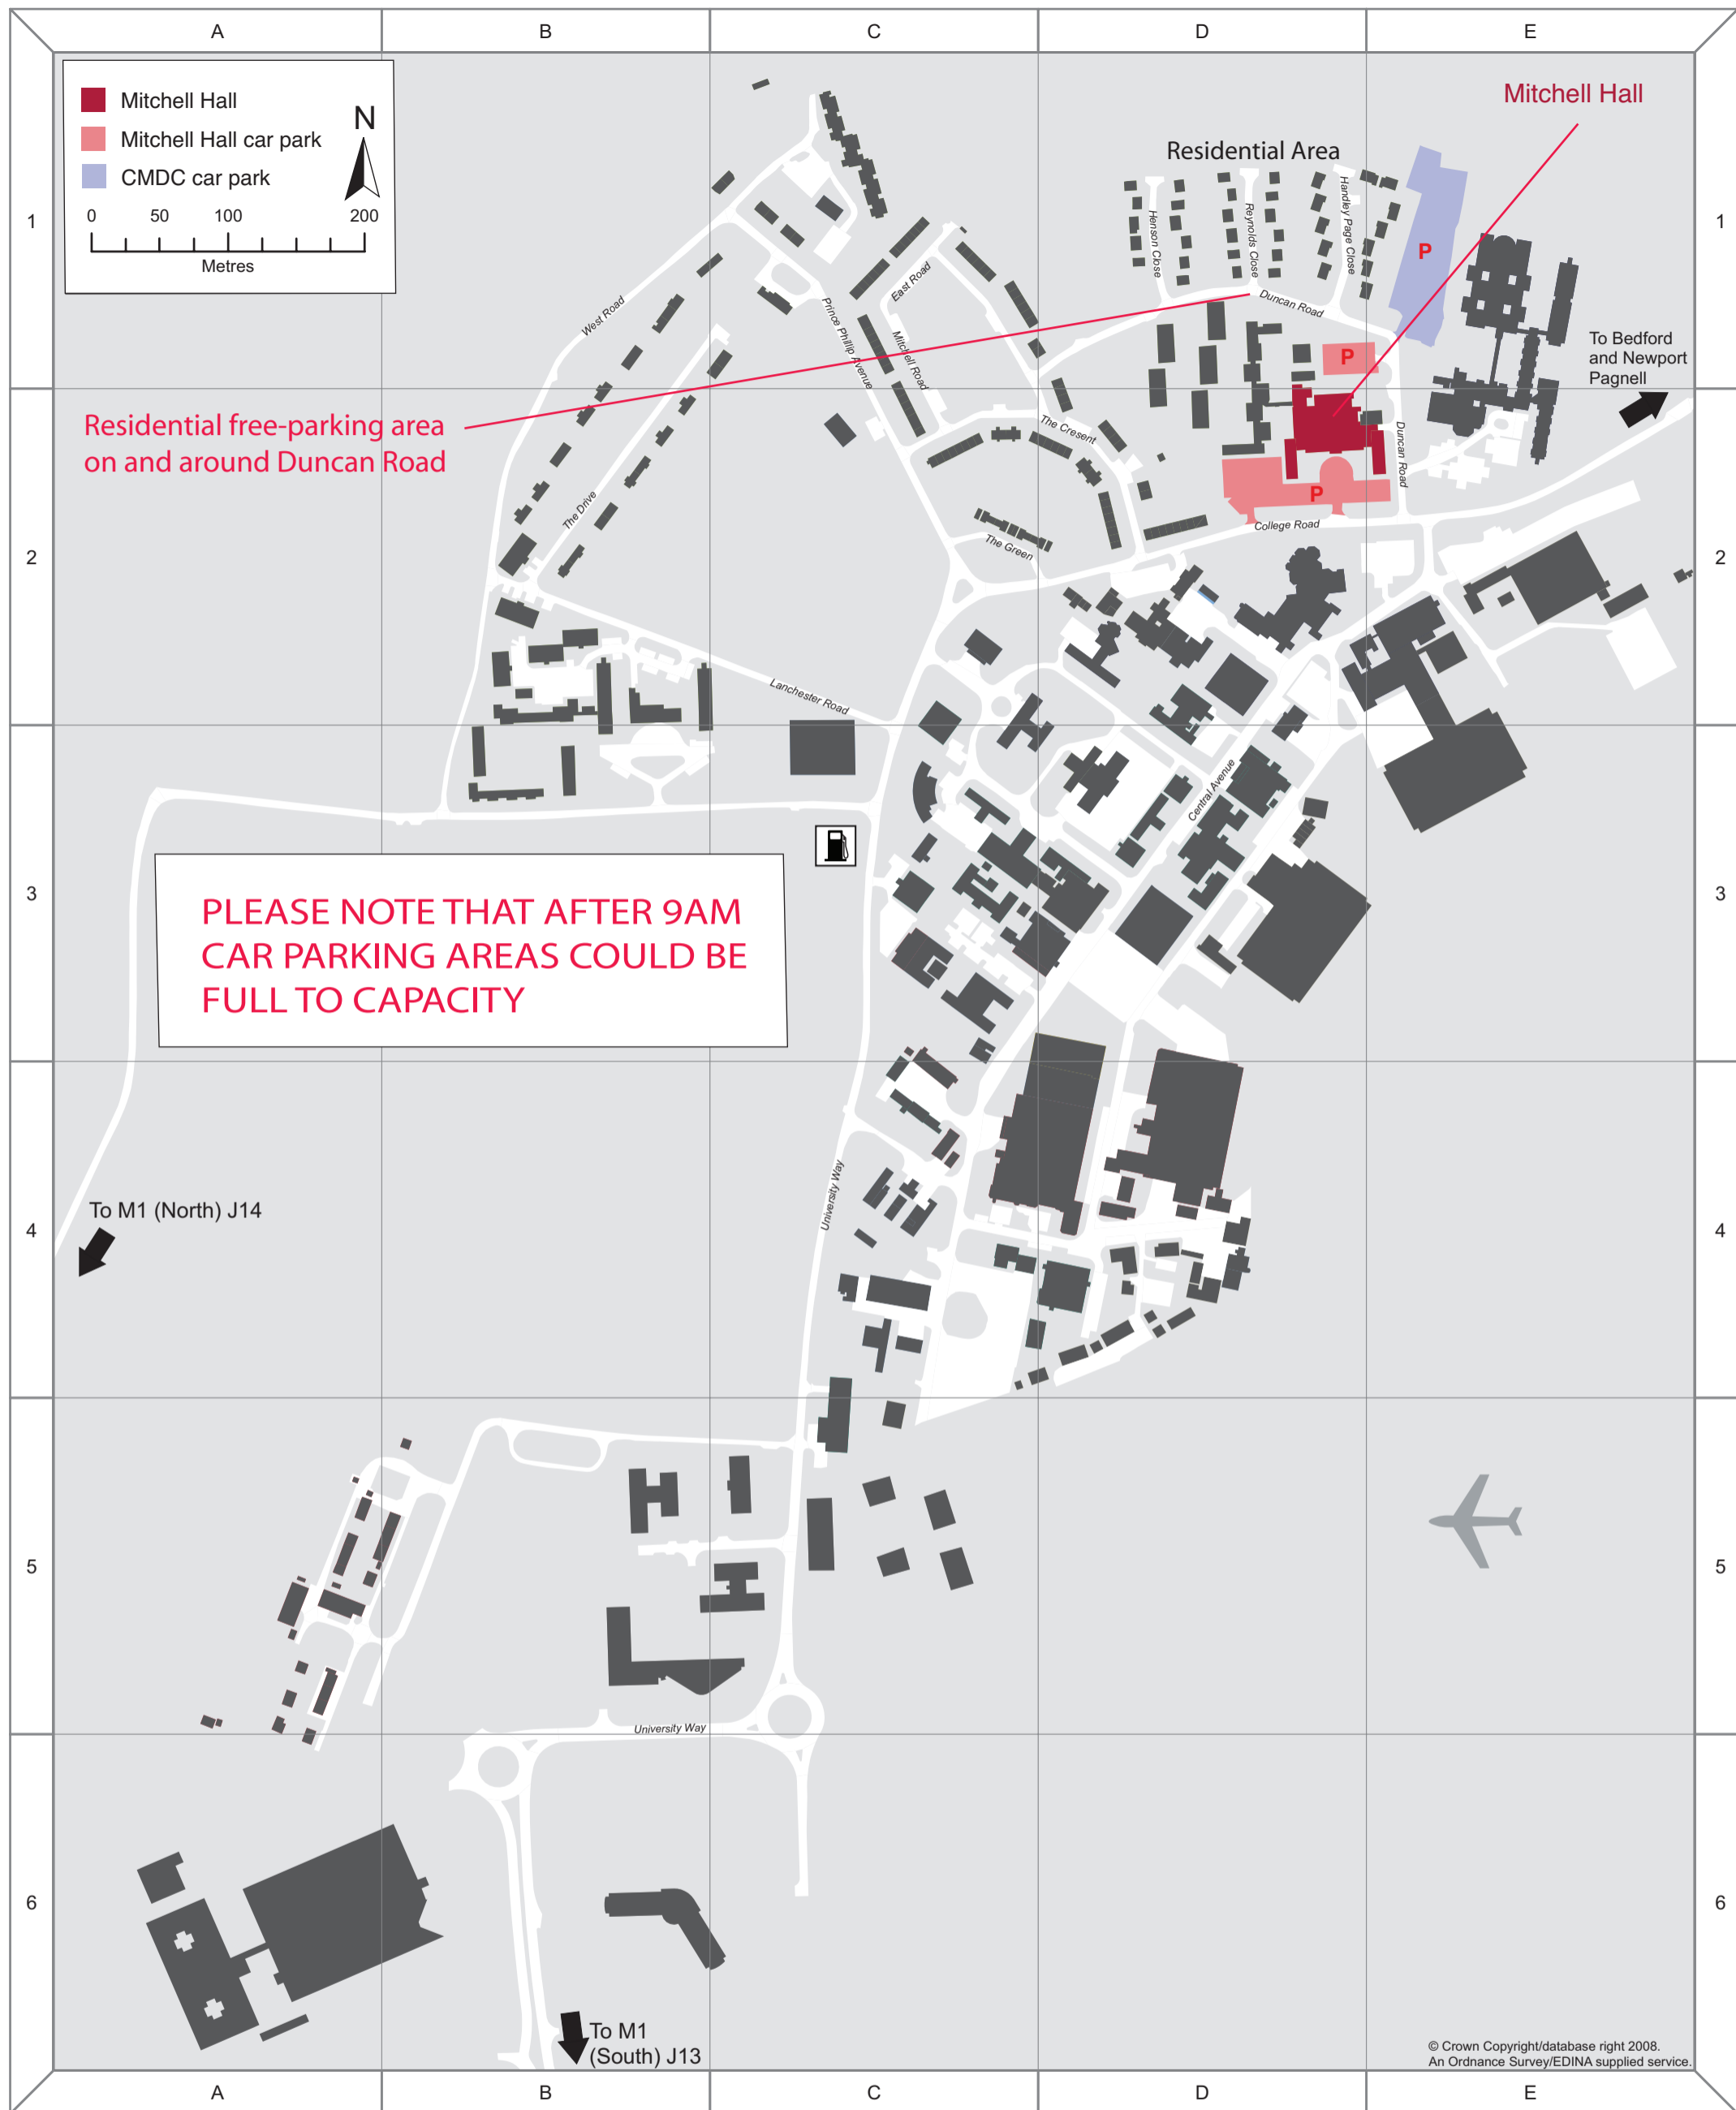 A B C D E
Mitchell Hall
Mitchell Hall car park
CMDC car park
N
0 50 100 200
Metres
Mitchell Hall
Residential Area
1 1
Henson Close
Reynolds Close
Handley Page Close
P
Duncan Road
West Road
East Road
Prince Phillip Avenue
Mitchell Road
P
To Bedford
and Newport
Pagnell
Residential free-parking area
on and around Duncan Road
The Cresent
Duncan Road
The Drive
P
College Road
The Green
2 2
Lanchester Road
Central Avenue
3 3
PLEASE NOTE THAT AFTER 9AM
CAR PARKING AREAS COULD BE
FULL TO CAPACITY
University Way
To M1 (North) J14
4 4
5 5
University Way
6 6
To M1
(South) J13
© Crown Copyright/database right 2008.
An Ordnance Survey/EDINA supplied service.
A B C D E